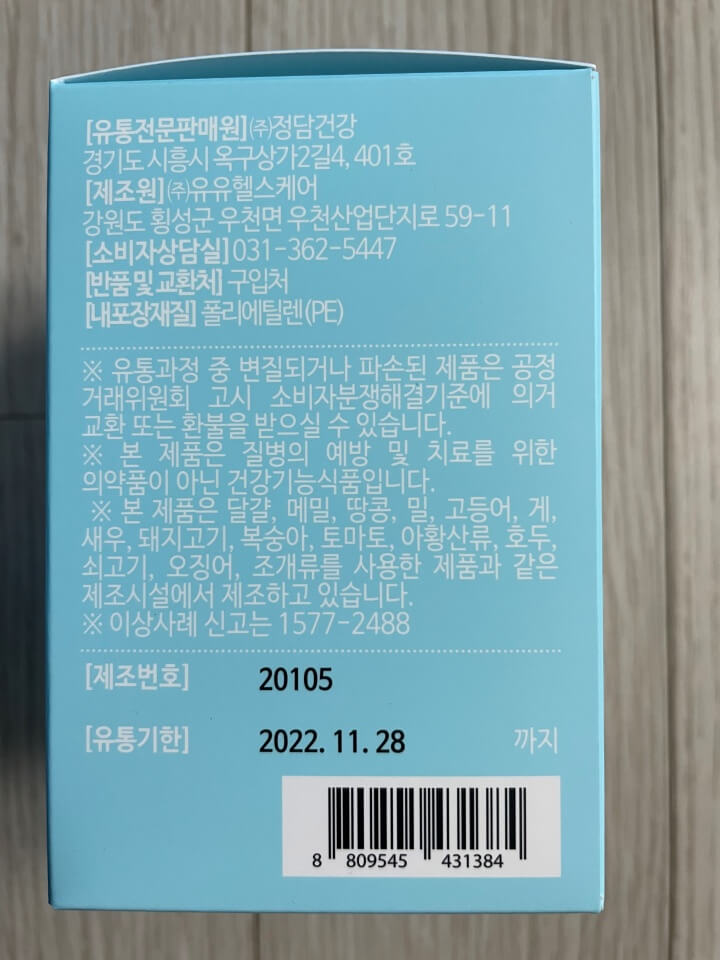 [유통전문판매원] ㈜정담건강
경기도 시흥시 옥구상가2길4, 401호
[제조원] ㈜유유헬스케어
강원도 횡성군 우천면 우천산업단지로 59-11
[소비자상담실] 031-362-5447
[반품 및 교환처] 구입처
[내포장재질] 폴리에틸렌(PE)
※ 유통과정 중 변질되거나 파손된 제품은 공정
거래위원회 고시 소비자분쟁해결기준에 의거
교환 또는 환불을 받으실 수 있습니다.
※ 본 제품은 질병의 예방 및 치료를 위한
의약품이 아닌 건강기능식품입니다.
※ 본 제품은 달걀, 메밀, 땅콩, 밀, 고등어, 게,
새우, 돼지고기, 복숭아, 토마토, 아황산류, 호두,
쇠고기, 오징어, 조개류를 사용한 제품과 같은
제조시설에서 제조하고 있습니다.
※ 이상사례 신고는 1577-2488
[제조번호] 20105
[유통기한] 2022. 11. 28 까지
8 809545 431384